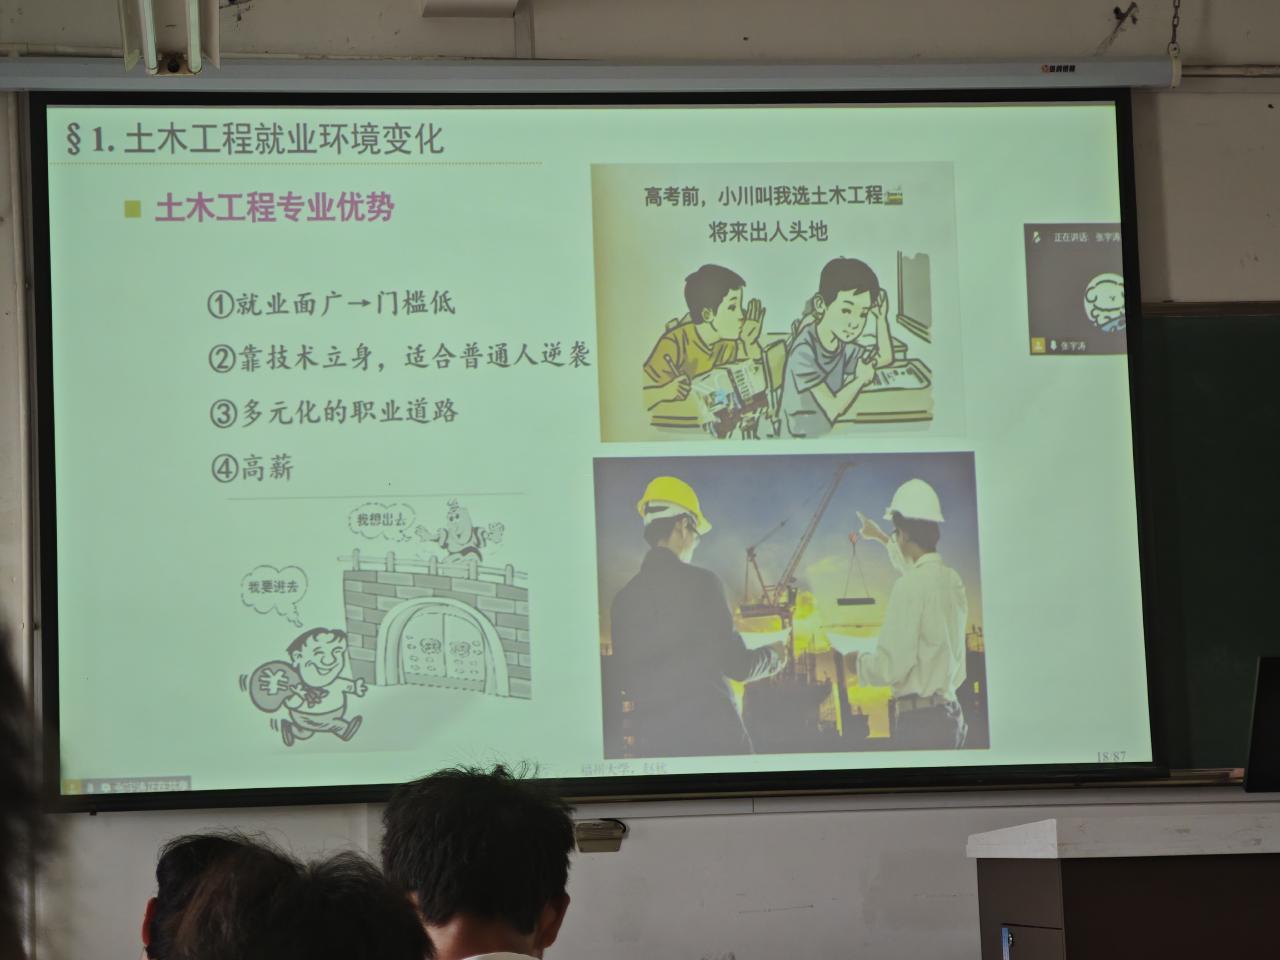 §1. 土木工程就业环境变化
土木工程专业优势
①就业面广→门槛低
②靠技术立身，适合普通人逆袭
③多元化的职业道路
④高薪
高考前，小川叫我选土木工程
将来出人头地
正在讲话: 张宇涛
张宇涛
我想出去
我要进去
¥
福州大学，
18/87